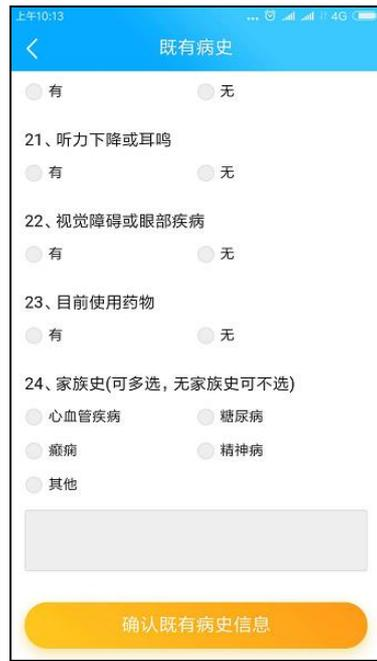 上午10:13 ... 4G
既有病史
有 无
21、听力下降或耳鸣
有 无
22、视觉障碍或眼部疾病
有 无
23、目前使用药物
有 无
24、家族史(可多选，无家族史可不选)
心血管疾病 糖尿病
癫痫 精神病
其他
确认既有病史信息